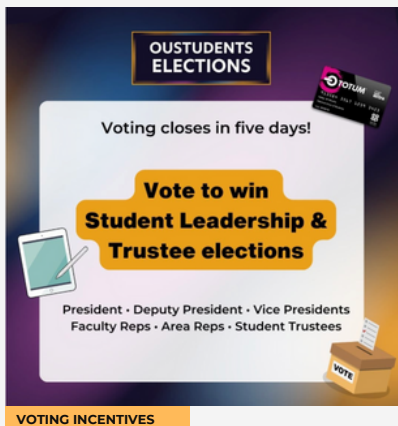 OUSTUDENTS
ELECTIONS
TOTUM
Voting closes in five days!
Vote to win
Student Leadership &
Trustee elections
President • Deputy President • Vice Presidents
Faculty Reps • Area Reps • Student Trustees
VOTE
VOTING INCENTIVES